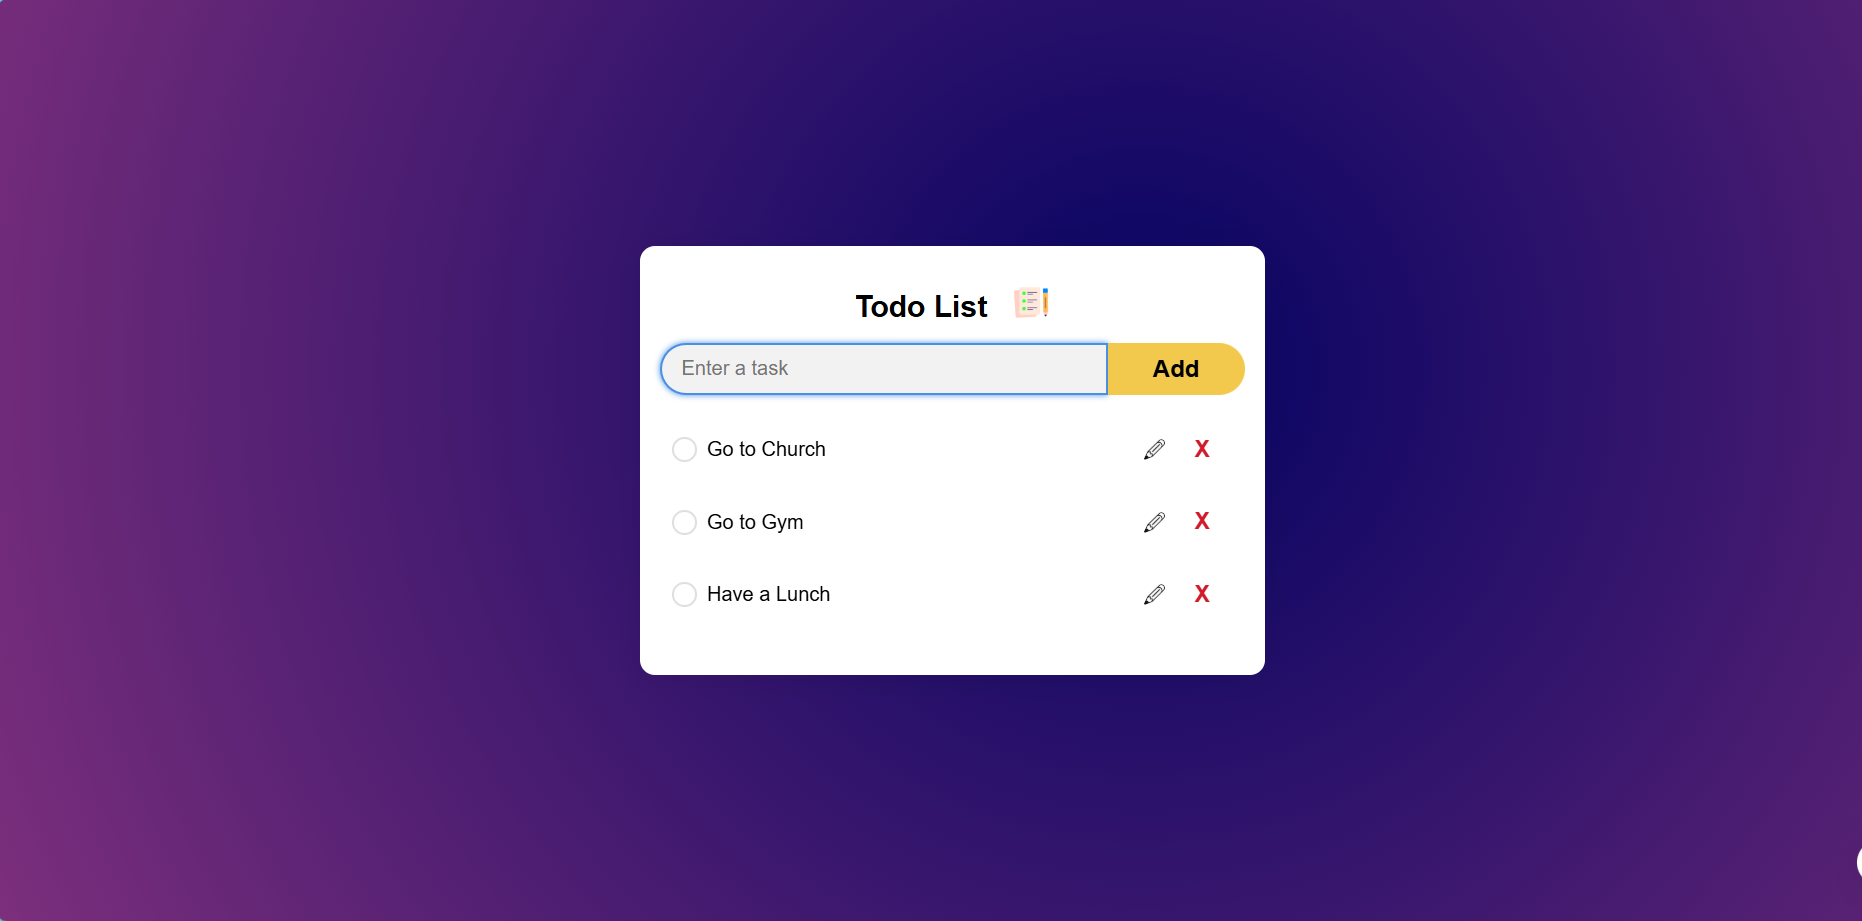 Todo List
Enter a task
Add
Go to Church
X
Go to Gym
X
Have a Lunch
X